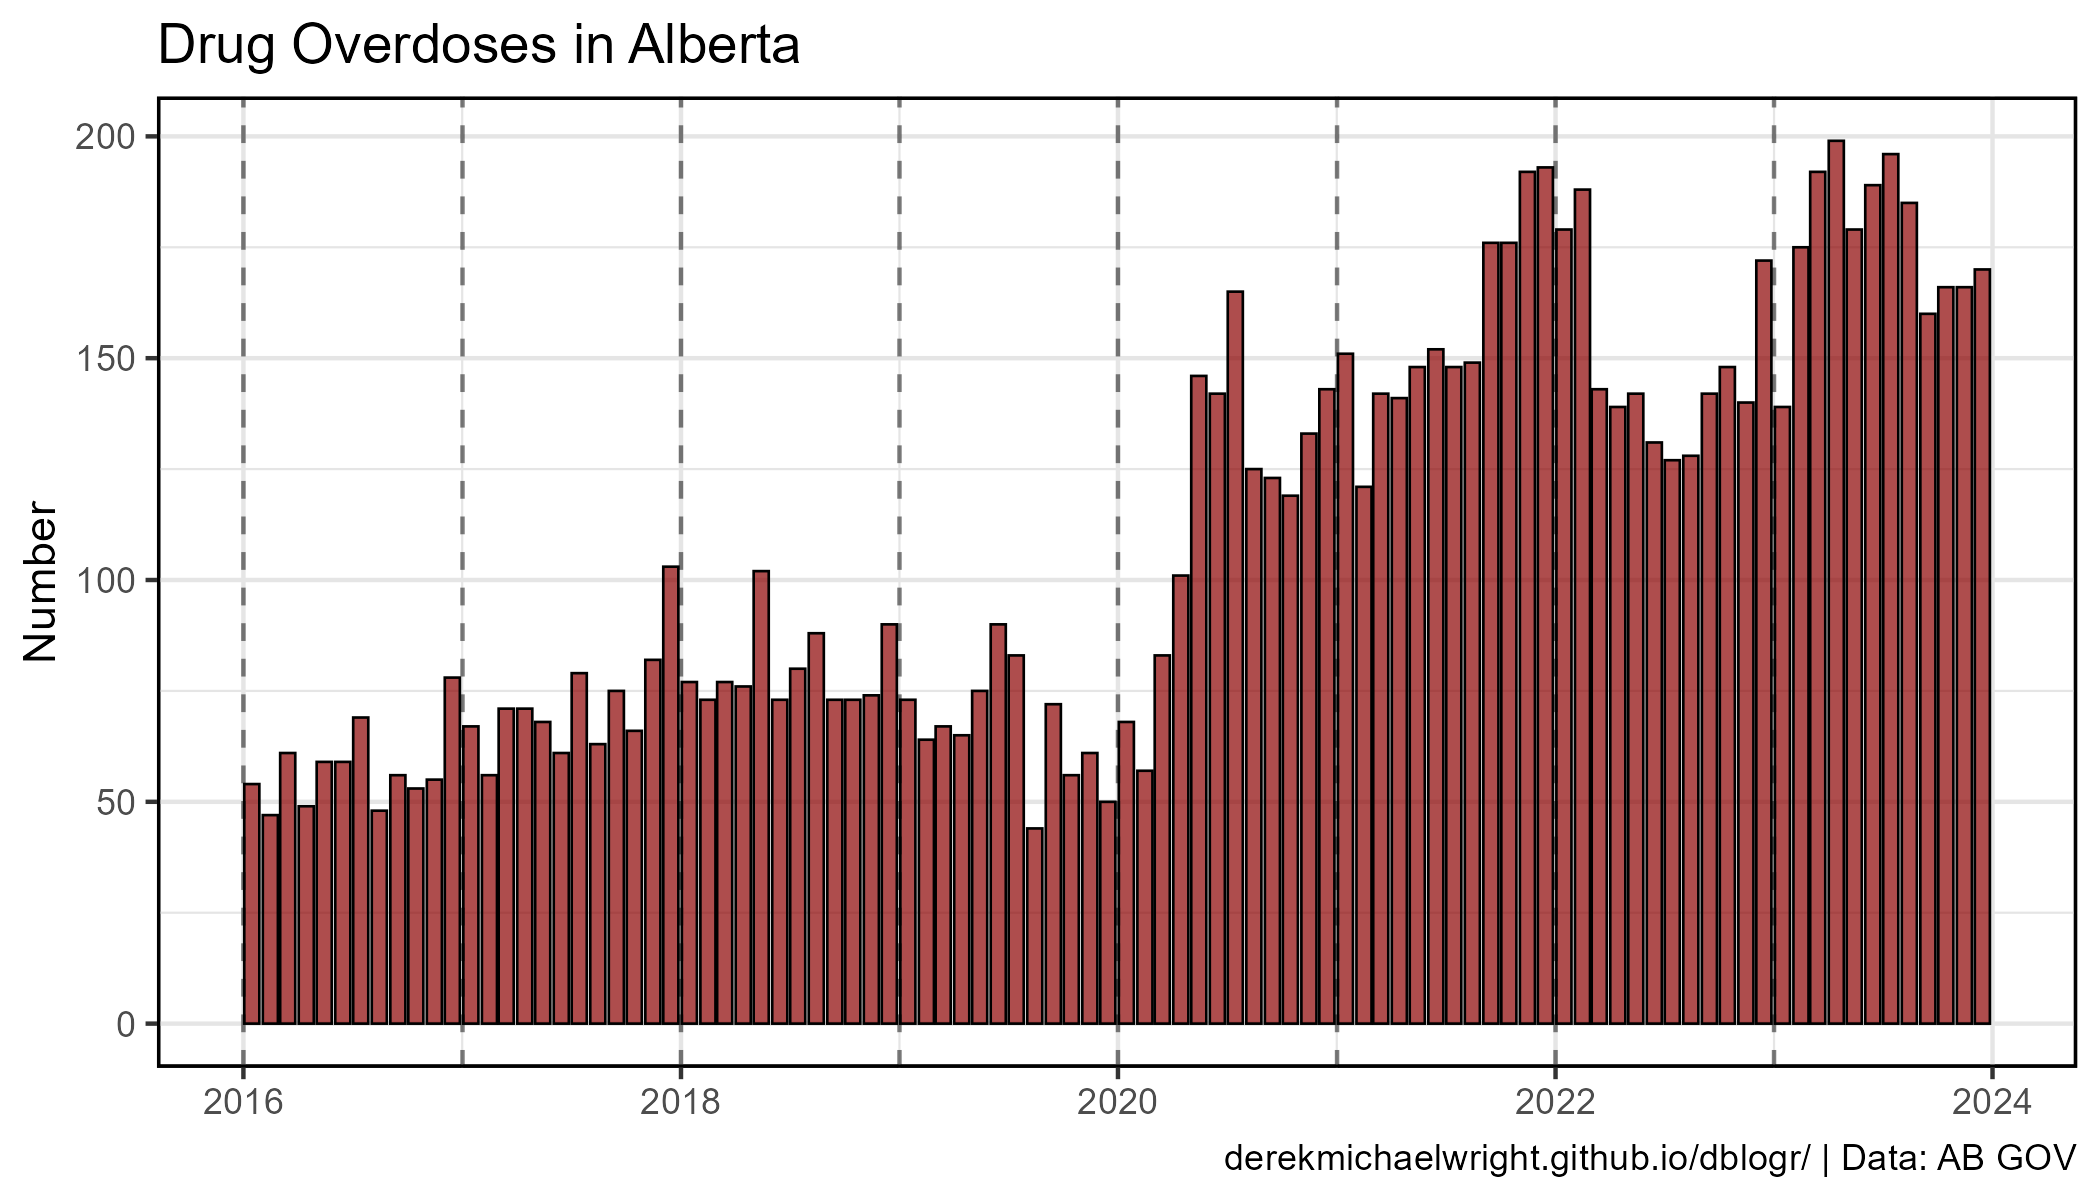 Drug Overdoses in Alberta
Number
200
150
100
50
0
2016 2018 2020 2022 2024
derekmichaelwright.github.io/dblogr/ | Data: AB GOV